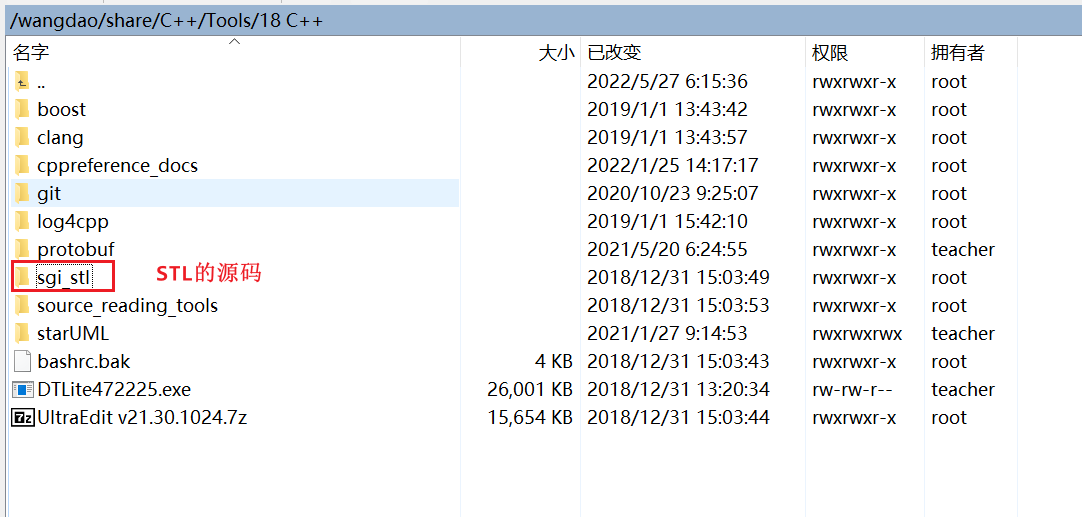 /wangdao/share/C++/Tools/18 C++
名字 大小 已改变 权限 拥有者
.. 2022/5/27 6:15:36 rwxrwxr-x root
boost 2019/1/1 13:43:42 rwxrwxr-x root
clang 2019/1/1 13:43:57 rwxrwxr-x root
cppreference_docs 2022/1/25 14:17:17 rwxrwxr-x root
git 2020/10/23 9:25:07 rwxrwxr-x root
log4cpp 2019/1/1 15:42:10 rwxrwxr-x root
protobuf 2021/5/20 6:24:55 rwxrwxr-x teacher
sgi_stl STL的源码 2018/12/31 15:03:49 rwxrwxr-x root
source_reading_tools 2018/12/31 15:03:53 rwxrwxr-x root
starUML 2021/1/27 9:14:53 rwxrwxrwx teacher
bashrc.bak 4 KB 2018/12/31 15:03:43 rwxrwxr-x root
DTLite472225.exe 26,001 KB 2018/12/31 13:20:34 rw-rw-r-- teacher
7z UltraEdit v21.30.1024.7z 15,654 KB 2018/12/31 15:03:44 rwxrwxr-x root